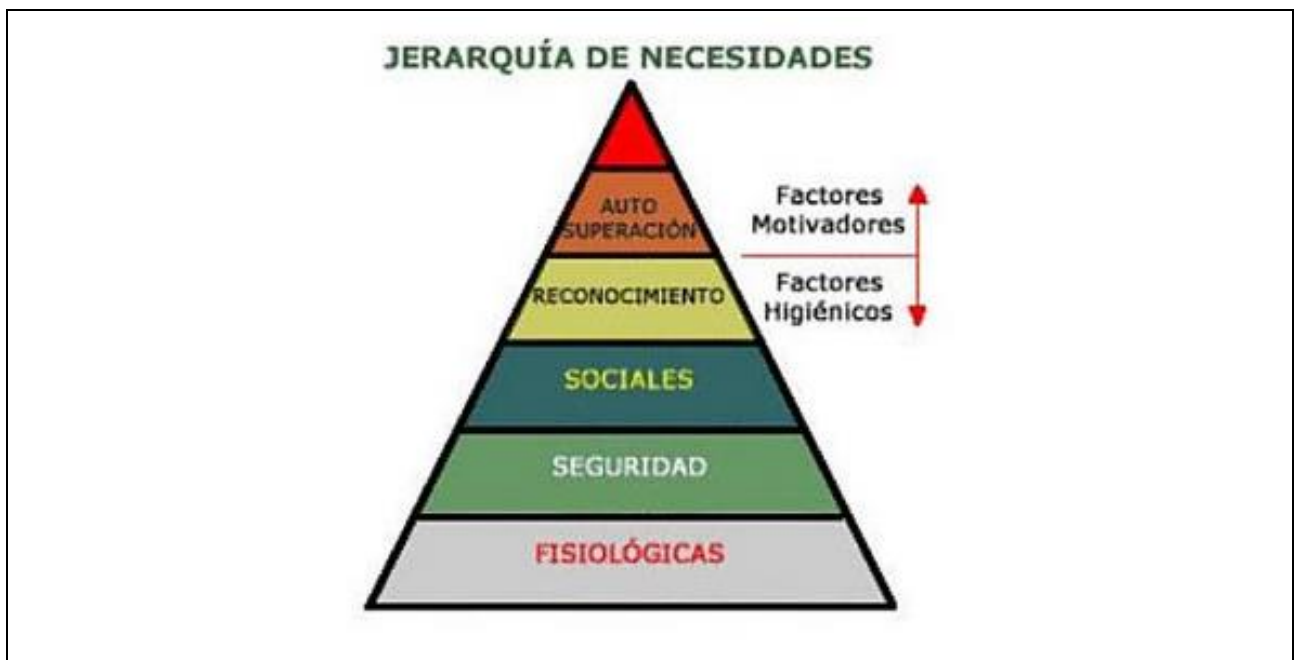 JERARQUÍA DE NECESIDADES
AUTO
SUPERACIÓN
Factores
Motivadores
RECONOCIMIENTO
Factores
Higiénicos
SOCIALES
SEGURIDAD
FISIOLÓGICAS